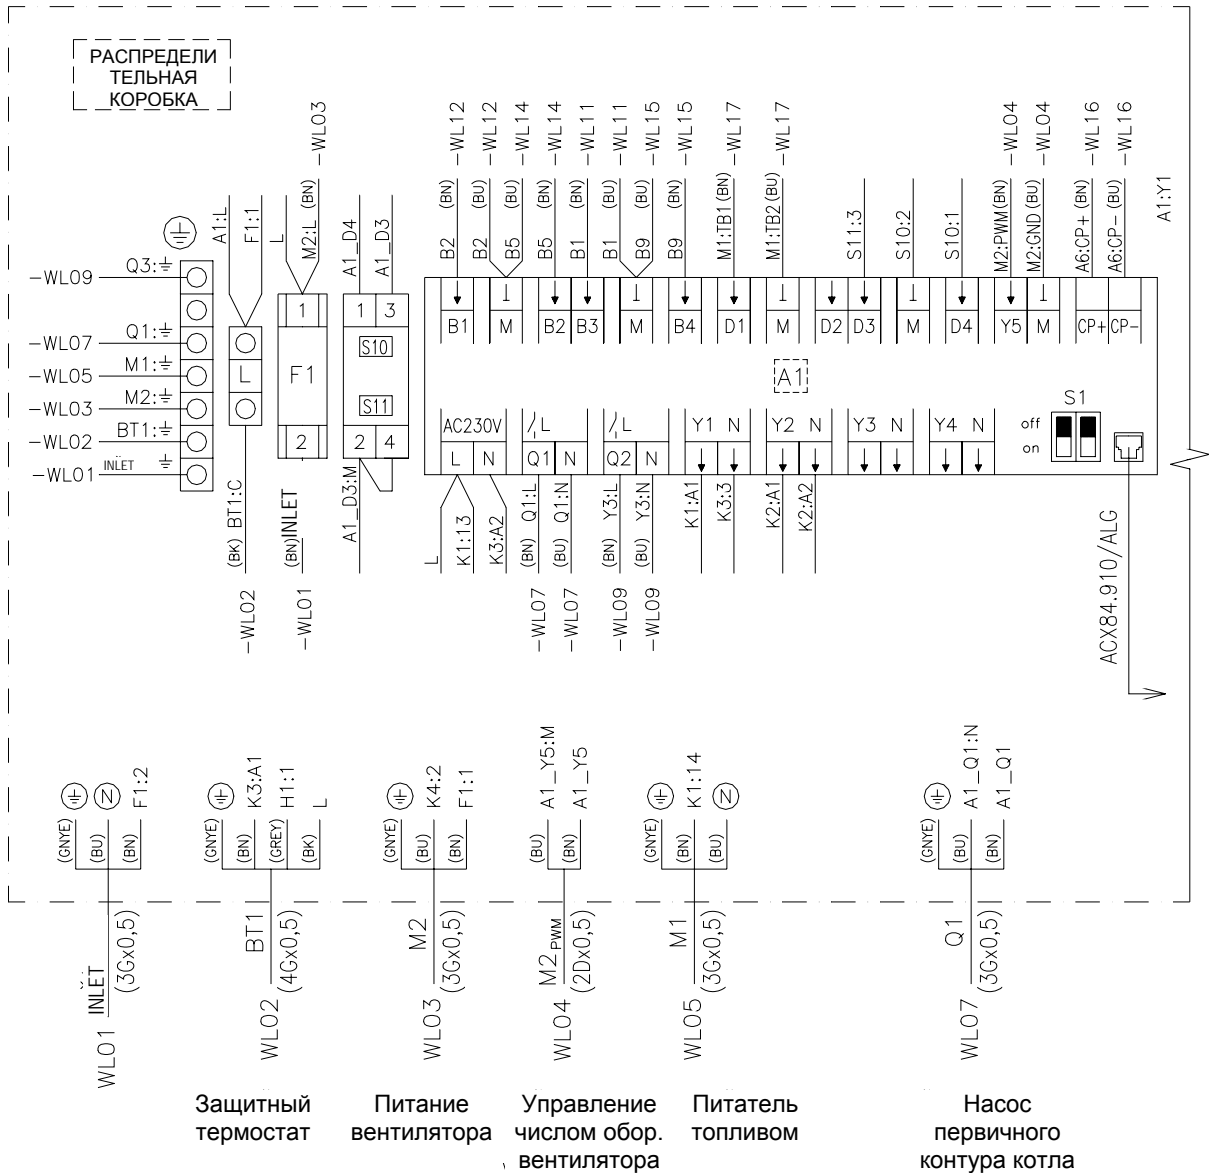 РАСПРЕДЕЛИ
ТЕЛЬНАЯ
КОРОБКА
A1:L
F1:1
L
M2:L (BN) -WL03
A1_D4
A1_D3
B2 (BN) -WL12
B2 (BU) -WL12
B5 (BU) -WL14
B5 (BN) -WL14
B1 (BN) -WL11
B1 (BU) -WL11
B9 (BU) -WL15
B9 (BN) -WL15
M1:TB1 (BN) -WL17
M1:TB2 (BU) -WL17
S11:3
S10:2
S10:1
M2:PWM (BN) -WL04
M2:GND (BU) -WL04
A6:CP+ (BN) -WL16
A6:CP- (BU) -WL16
A1:Y1
-WL09 Q3:⏚
-WL07 Q1:⏚
-WL05 M1:⏚
-WL03 M2:⏚
-WL02 BT1:⏚
-WL01 INLET ⏚
L
1
F1
2
1 3
S10
S11
2 4
B1 M B2 B3 M B4 D1 M D2 D3 M D4 Y5 M CP+ CP-
A1
S1
off
on
AC230V
L N
L
Q1 N
L
Q2 N
Y1 N
Y2 N
Y3 N
Y4 N
(BK) BT1:C
-WL02
(BN) INLET
-WL01
A1_D3:M
L
K1:13
K3:A2
(BN) Q1:L
-WL07
(BU) Q1:N
-WL07
(BN) Y3:L
-WL09
(BU) Y3:N
-WL09
K1:A1
K3:3
K2:A1
K2:A2
ACX84.910/ALG
N
F1:2
(GNYE)
(BU)
(BN)
WL01 INLET
(3Gx0,5)
K3:A1
H1:1
L
(GNYE)
(BN)
(GREY)
(BK)
WL02 BT1
(4Gx0,5)
K4:2
F1:1
(GNYE)
(BU)
(BN)
WL03 M2
(3Gx0,5)
A1_Y5:M
A1_Y5
(BU)
(BN)
WL04 M2PWM
(2Dx0,5)
K1:14
N
(GNYE)
(BN)
(BU)
WL05 M1
(3Gx0,5)
A1_Q1:N
A1_Q1
(GNYE)
(BU)
(BN)
WL07 Q1
(3Gx0,5)
Защитный
термостат
Питание
вентилятора
Управление
числом обор.
вентилятора
Питатель
топливом
Насос
первичного
контура котла